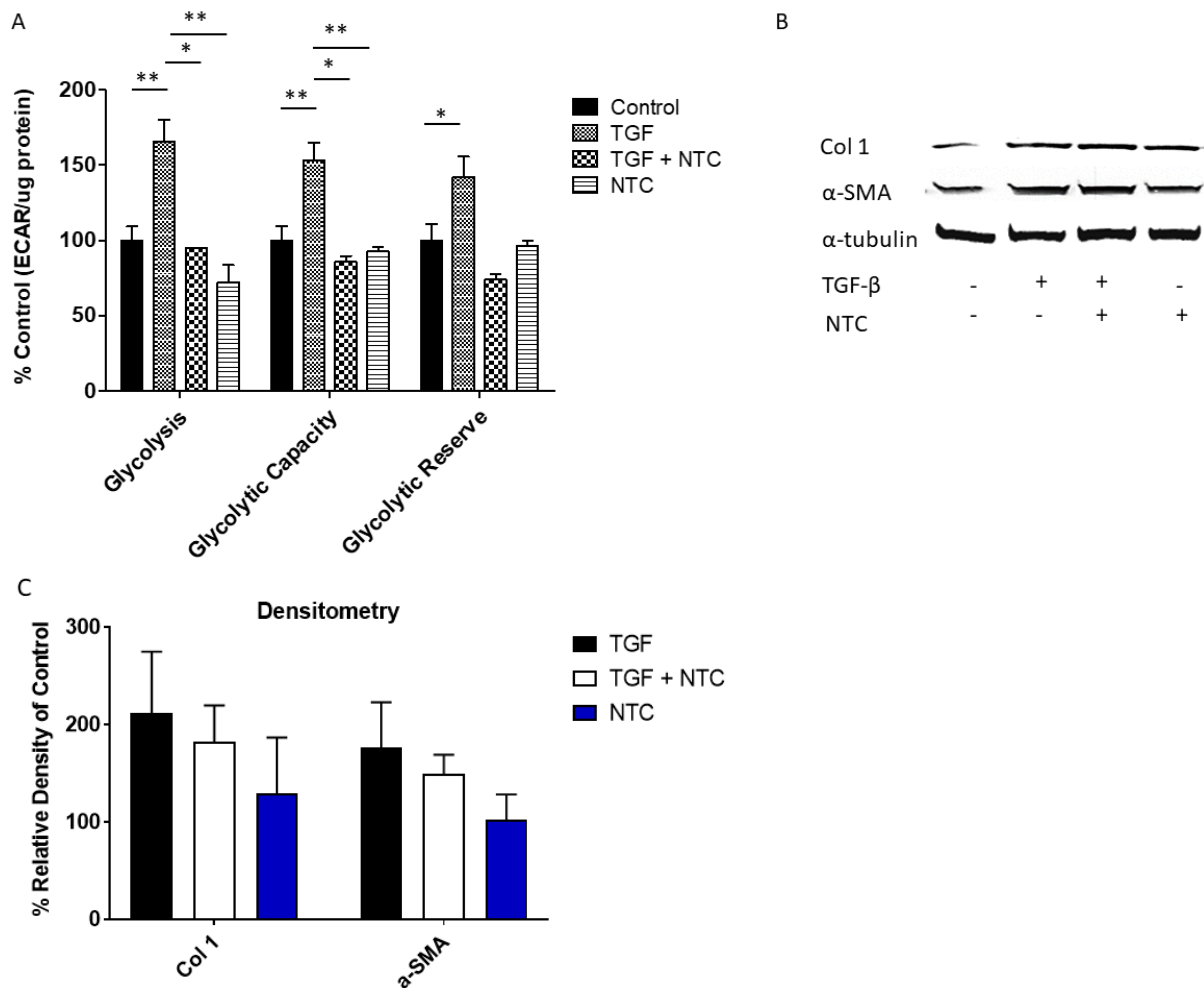 A
** ** * ** ** * *
% Control (ECAR/ug protein)
200
150
100
50
0
Glycolysis
Glycolytic Capacity
Glycolytic Reserve
Control
TGF
TGF + NTC
NTC
B
Col 1
α-SMA
α-tubulin
TGF-β - + + -
NTC - - + +
C
Densitometry
% Relative Density of Control
300
200
100
0
Col 1
a-SMA
TGF
TGF + NTC
NTC